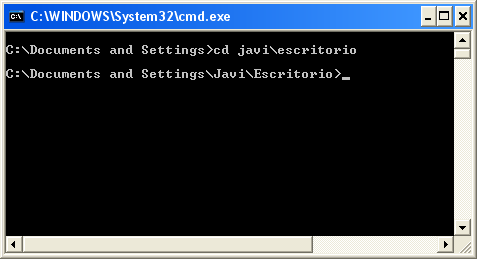 C:\WINDOWS\System32\cmd.exe
C:\Documents and Settings>cd javi\escritorio
C:\Documents and Settings\Javi\Escritorio>_